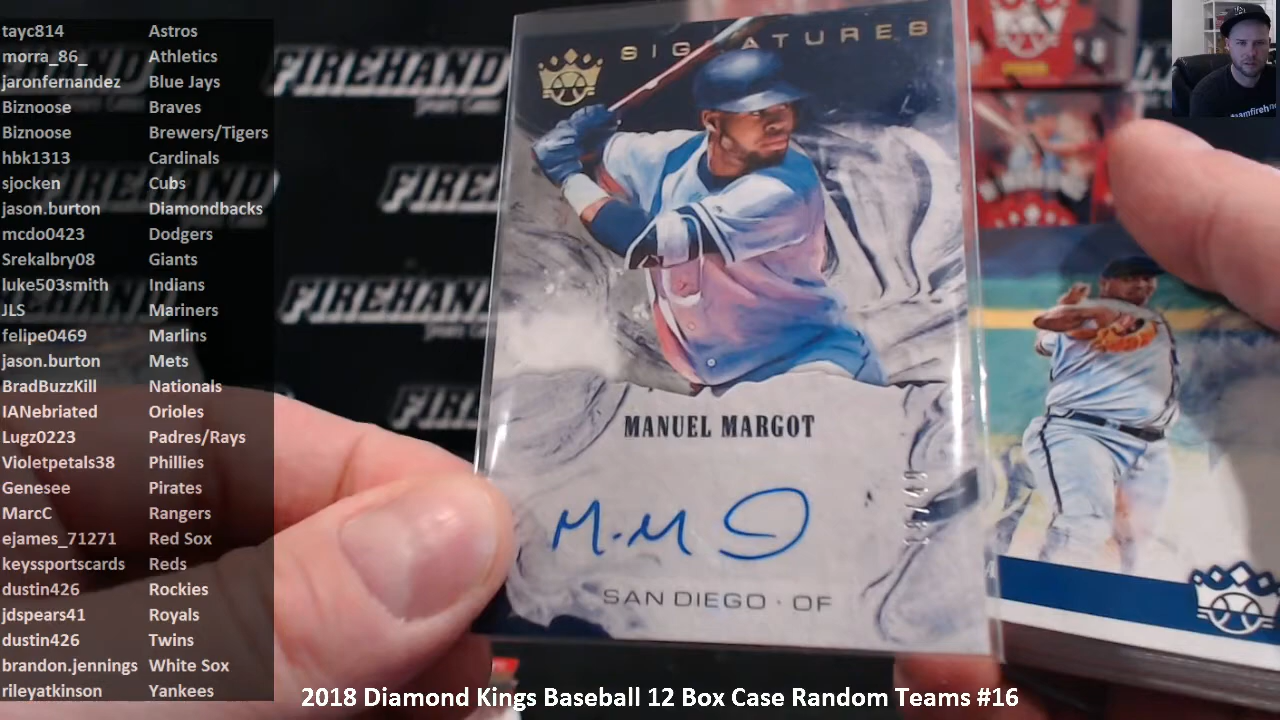 tayc814 Astros
morra_86_ Athletics
jaronfernandez Blue Jays
Biznoose Braves
Biznoose Brewers/Tigers
hbk1313 Cardinals
sjocken Cubs
jason.burton Diamondbacks
mcdo0423 Dodgers
Srekalbry08 Giants
luke503smith Indians
JLS Mariners
felipe0469 Marlins
jason.burton Mets
BradBuzzKill Nationals
IANebriated Orioles
Lugz0223 Padres/Rays
Violetpetals38 Phillies
Genesee Pirates
MarcC Rangers
ejames_71271 Red Sox
keyssportscards Reds
dustin426 Rockies
jdspears41 Royals
dustin426 Twins
brandon.jennings White Sox
rileyatkinson Yankees
FIREHAND
FIREHAND
SIGNATURES
MANUEL MARGOT
M.M
SAN DIEGO · OF
2018 Diamond Kings Baseball 12 Box Case Random Teams #16